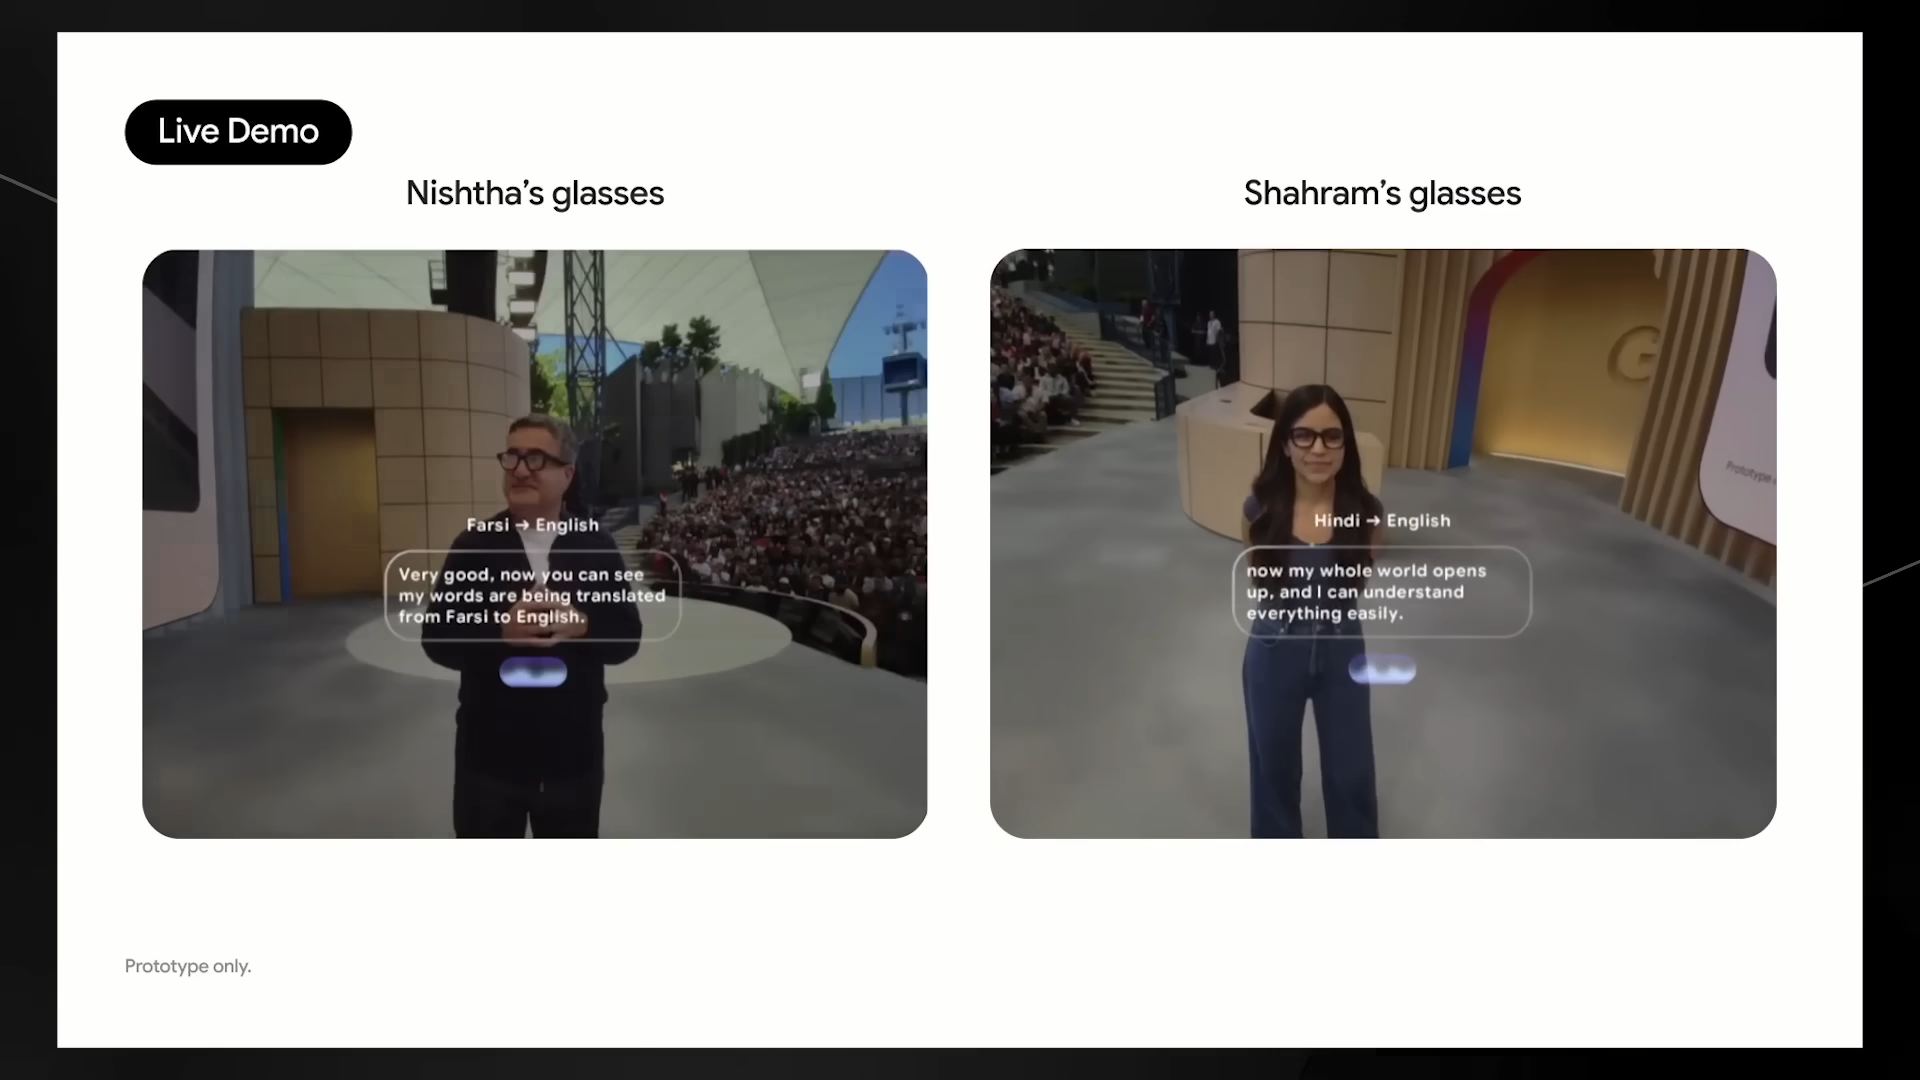 Live Demo
Nishtha’s glasses
Farsi → English
Very good, now you can see
my words are being translated
from Farsi to English.
Shahram’s glasses
G
Prototype
Hindi → English
now my whole world opens
up, and I can understand
everything easily.
Prototype only.